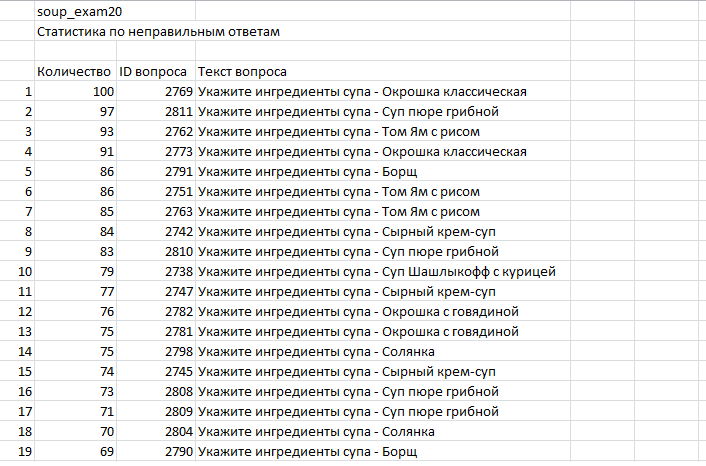 soup_exam20
Статистика по неправильным ответам
Количество ID вопроса Текст вопроса
1 100 2769 Укажите ингредиенты супа - Окрошка классическая
2 97 2811 Укажите ингредиенты супа - Суп пюре грибной
3 93 2762 Укажите ингредиенты супа - Том Ям с рисом
4 91 2773 Укажите ингредиенты супа - Окрошка классическая
5 86 2791 Укажите ингредиенты супа - Борщ
6 86 2751 Укажите ингредиенты супа - Том Ям с рисом
7 85 2763 Укажите ингредиенты супа - Том Ям с рисом
8 84 2742 Укажите ингредиенты супа - Сырный крем-суп
9 83 2810 Укажите ингредиенты супа - Суп пюре грибной
10 79 2738 Укажите ингредиенты супа - Суп Шашлыкофф с курицей
11 77 2747 Укажите ингредиенты супа - Сырный крем-суп
12 76 2782 Укажите ингредиенты супа - Окрошка с говядиной
13 75 2781 Укажите ингредиенты супа - Окрошка с говядиной
14 75 2798 Укажите ингредиенты супа - Солянка
15 74 2745 Укажите ингредиенты супа - Сырный крем-суп
16 73 2808 Укажите ингредиенты супа - Суп пюре грибной
17 71 2809 Укажите ингредиенты супа - Суп пюре грибной
18 70 2804 Укажите ингредиенты супа - Солянка
19 69 2790 Укажите ингредиенты супа - Борщ